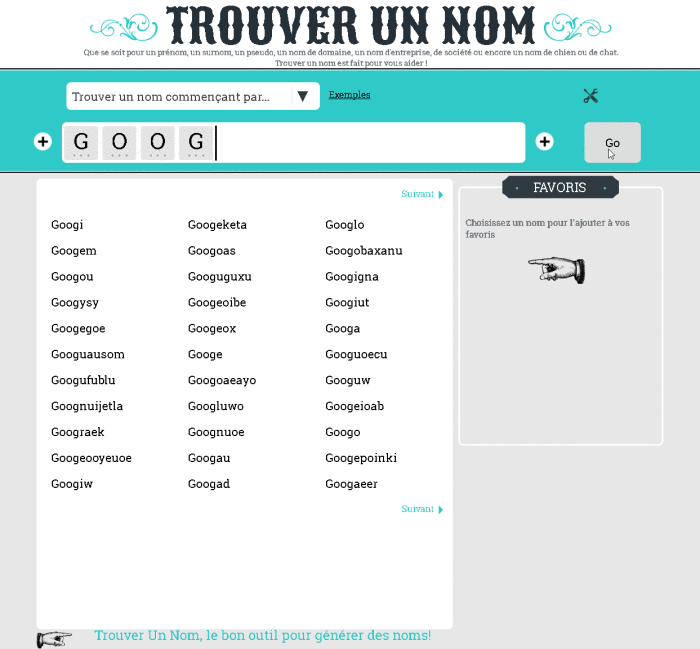 TROUVER UN NOM
Que se soit pour un prénom, un surnom, un pseudo, un nom de domaine, un nom d'entreprise, de société ou encore un nom de chien ou de chat.
Trouver un nom est fait pour vous aider !
Trouver un nom commençant par...
Exemples
G O O G
Go
Suivant
FAVORIS
Choisissez un nom pour l'ajouter à vos
favoris
Googi Googeketa Googlo
Googem Googoas Googobaxanu
Googou Googuguxu Googigna
Googysy Googeoibe Googiut
Googegoe Googeox Googa
Googuausom Googe Googuoecu
Googufublu Googoaeayo Googuw
Goognuijetla Googluwo Googeioab
Goograek Goognuoe Googo
Googeooyeuoe Googau Googepoinki
Googiw Googad Googaeer
Suivant
Trouver Un Nom, le bon outil pour générer des noms!